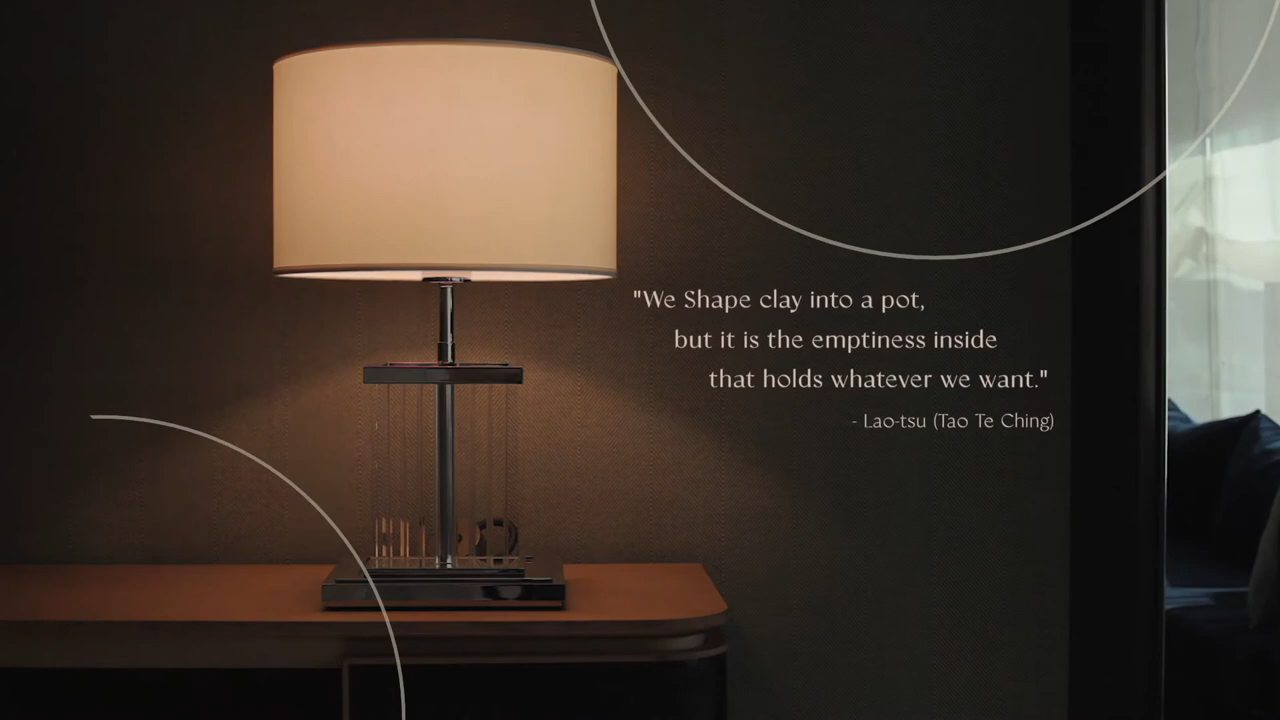 "We Shape clay into a pot,
but it is the emptiness inside
that holds whatever we want."
- Lao-tsu (Tao Te Ching)